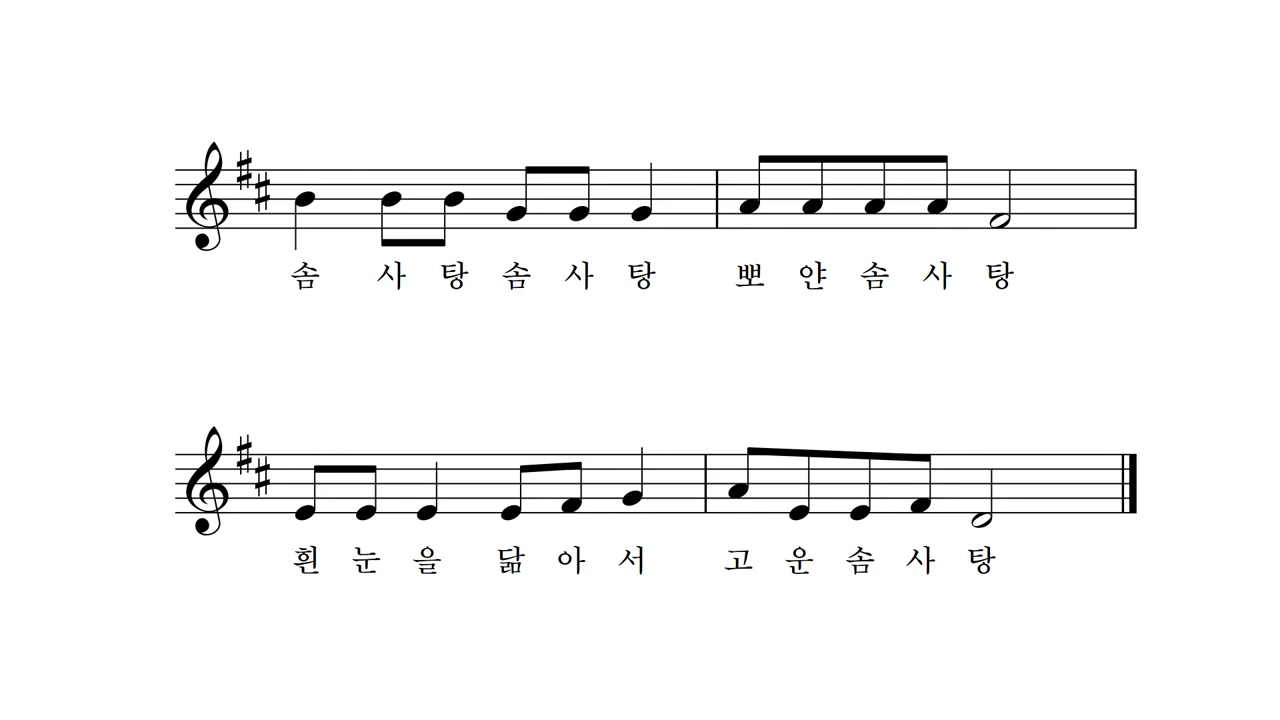 솜 사 탕 솜 사 탕 뽀 얀 솜 사 탕
흰 눈 을 닮 아 서 고 운 솜 사 탕